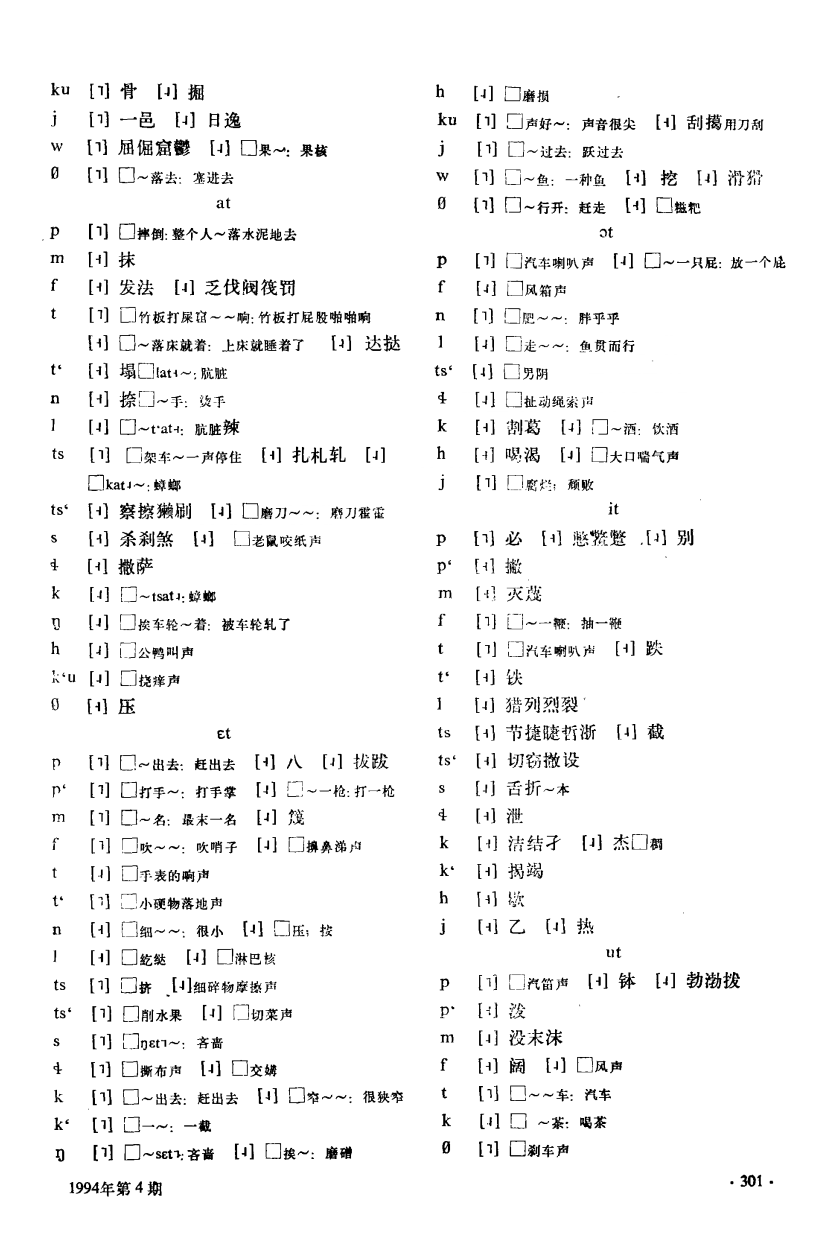 ku [˥] 骨 [˨] 掘
j [˥] 一邑 [˨] 日逸
w [˥] 屈倔窟鬱 [˨] □果～: 果核
Ø [˥] □～落去: 塞进去
at
p [˥] □摔倒: 整个人～落水泥地去
m [˧] 抹
f [˧] 发法 [˨] 乏伐阀筏罚
t [˥] □竹板打屎窟～～响: 竹板打屁股啪啪响
[˧] □～落床就着: 上床就睡着了 [˨] 达挞
t‘ [˧] 塌□lat˧～: 肮脏
n [˧] 捺□～手: 烫手
l [˨] □～t‘at˧: 肮脏辣
ts [˥] □架车～一声停住 [˧] 扎札轧 [˨]
□kat˨～: 蟑螂
ts‘ [˧] 察擦獭刷 [˨] □磨刀～～: 磨刀霍霍
s [˧] 杀刹煞 [˨] □老鼠咬纸声
ɬ [˧] 撒萨
k [˨] □～tsat˨: 蟑螂
ŋ [˨] □挨车轮～着: 被车轮轧了
h [˨] □公鸭叫声
k‘u [˨] □挠痒声
Ø [˧] 压
ɛt
p [˥] □～出去: 赶出去 [˧] 八 [˨] 拔跋
p‘ [˥] □打手～: 打手掌 [˨] □～一枪: 打一枪
m [˥] □～名: 最末一名 [˨] 篾
f [˥] □吹～～: 吹哨子 [˨] □擤鼻涕声
t [˨] □手表的响声
t‘ [˥] □小硬物落地声
n [˧] □细～～: 很小 [˨] □压; 按
l [˧] □疙瘩 [˨] □淋巴核
ts [˥] □挤 [˨]细碎物摩擦声
ts‘ [˥] □削水果 [˨] □切菜声
s [˥] □ŋɛt˥～: 吝啬
ɬ [˥] □撕布声 [˨] □交媾
k [˥] □～出去: 赶出去 [˨] □窄～～: 很狭窄
k‘ [˥] □一～: 一截
ŋ [˥] □～sɛt˥: 吝啬 [˨] □挨～: 磨蹭
1994年第4期
h [˨] □磨损
ku [˥] □声好～: 声音很尖 [˧] 刮㨯用刀刮
j [˥] □～过去: 跃过去
w [˥] □～鱼: 一种鱼 [˧] 挖 [˨] 滑猾
Ø [˥] □～行开: 赶走 [˧] □糍粑
ɔt
p [˥] □汽车喇叭声 [˨] □～一只屁: 放一个屁
f [˨] □风箱声
n [˥] □肥～～: 胖乎乎
l [˨] □走～～: 鱼贯而行
ts‘ [˨] □男阴
ɬ [˨] □扯动绳索声
k [˧] 割葛 [˨] □～酒: 饮酒
h [˧] 喝渴 [˨] □大口喘气声
j [˥] □腐烂; 颓败
it
p [˥] 必 [˧] 憋蹩 [˨] 别
p‘ [˧] 撇
m [˨] 灭蔑
f [˥] □～一鞭: 抽一鞭
t [˥] □汽车喇叭声 [˧] 跌
t‘ [˧] 铁
l [˨] 猎列烈裂
ts [˧] 节捷睫哲浙 [˨] 截
ts‘ [˧] 切窃撤设
s [˨] 舌折～本
ɬ [˧] 泄
k [˧] 洁结孑 [˨] 杰□稠
k‘ [˧] 揭竭
h [˧] 歇
j [˧] 乙 [˨] 热
ut
p [˥] □汽笛声 [˧] 钵 [˨] 勃渤拨
p‘ [˧] 泼
m [˨] 没末沫
f [˧] 阔 [˨] □风声
t [˥] □～～车: 汽车
k [˨] □ ～茶: 喝茶
Ø [˥] □刹车声
·301·